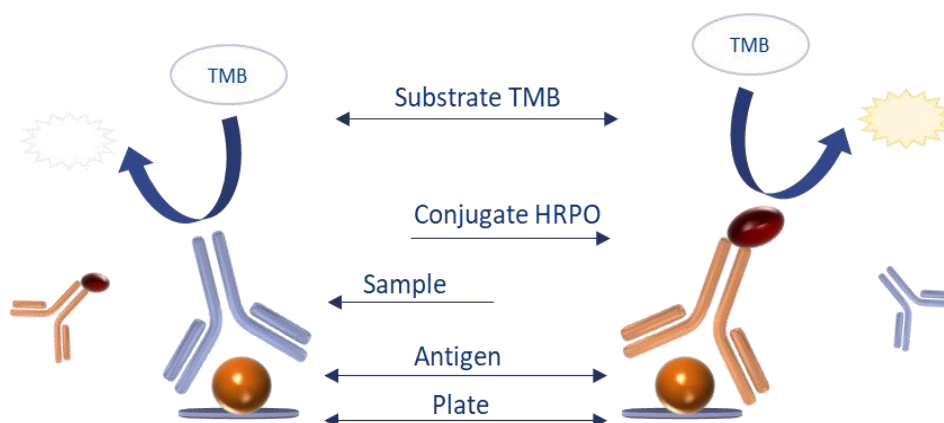 TMB
TMB
Substrate TMB
Conjugate HRPO
Sample
Antigen
Plate